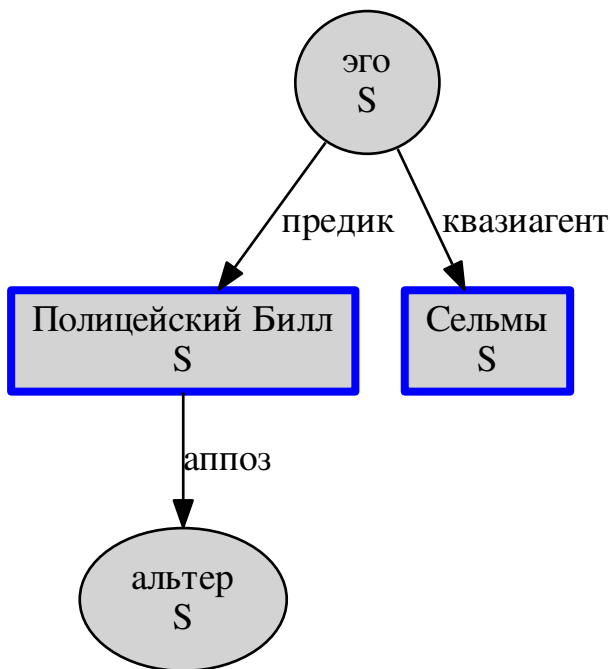 эго
S
предик
квазиагент
Полицейский Билл
S
Сельмы
S
аппоз
альтер
S